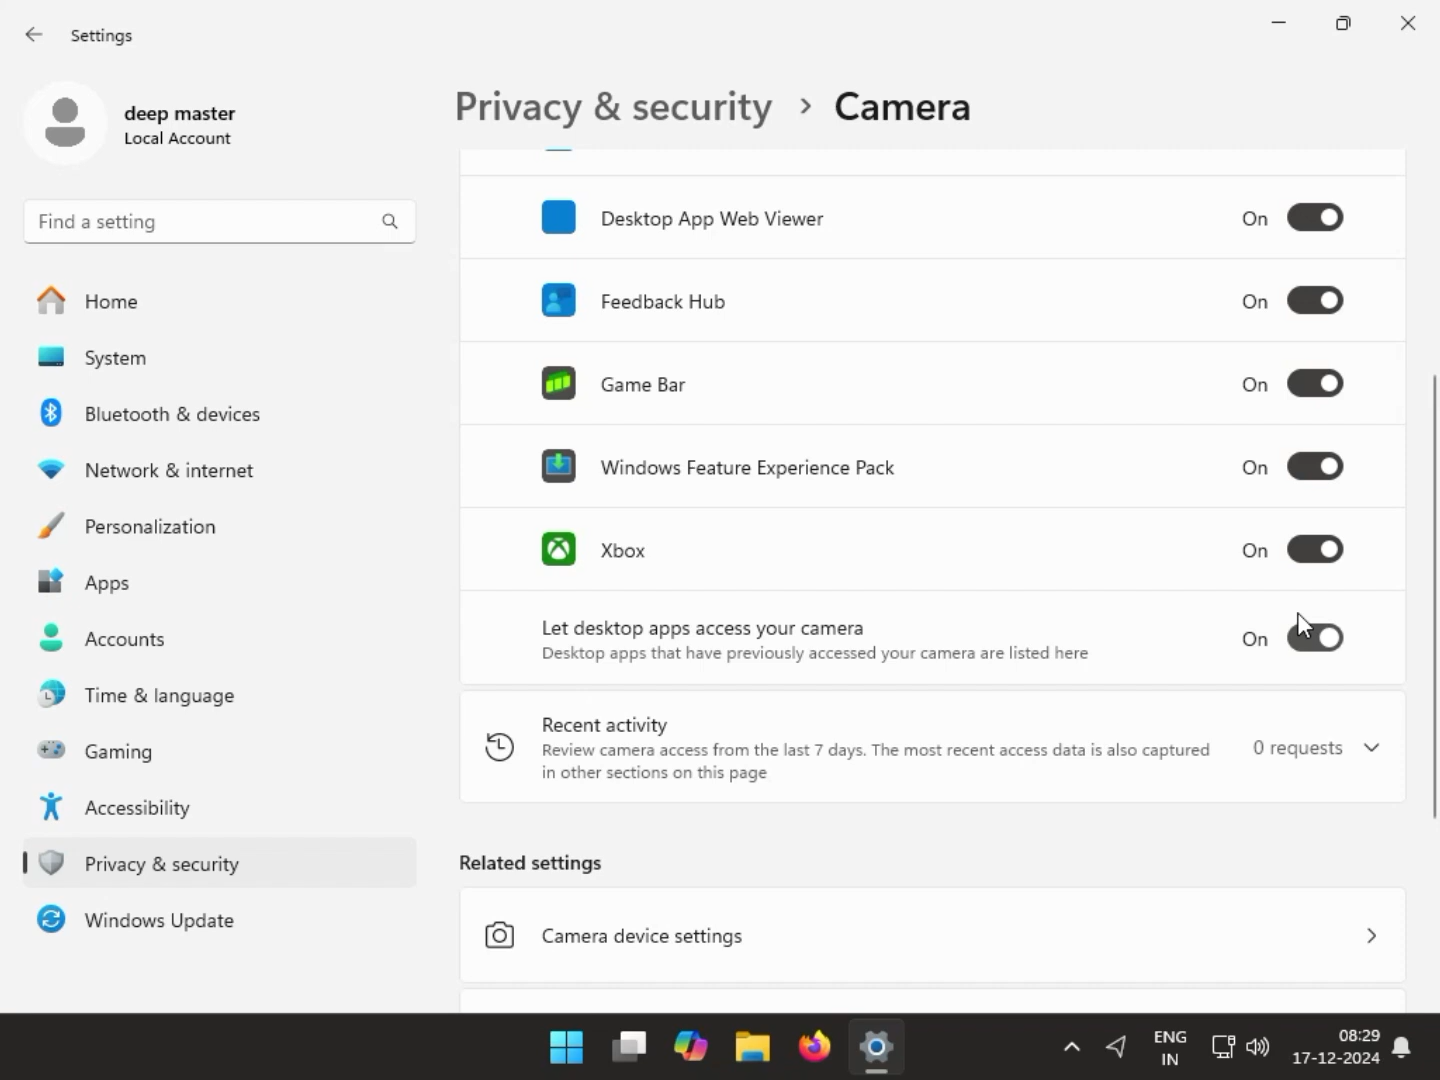 Settings
deep master
Local Account
Find a setting
Home
System
Bluetooth & devices
Network & internet
Personalization
Apps
Accounts
Time & language
Gaming
Accessibility
Privacy & security
Windows Update
Privacy & security > Camera
Desktop App Web Viewer On
Feedback Hub On
Game Bar On
Windows Feature Experience Pack On
Xbox On
Let desktop apps access your camera
Desktop apps that have previously accessed your camera are listed here
On
Recent activity
Review camera access from the last 7 days. The most recent access data is also captured
in other sections on this page
0 requests
Related settings
Camera device settings
ENG
IN
08:29
17-12-2024